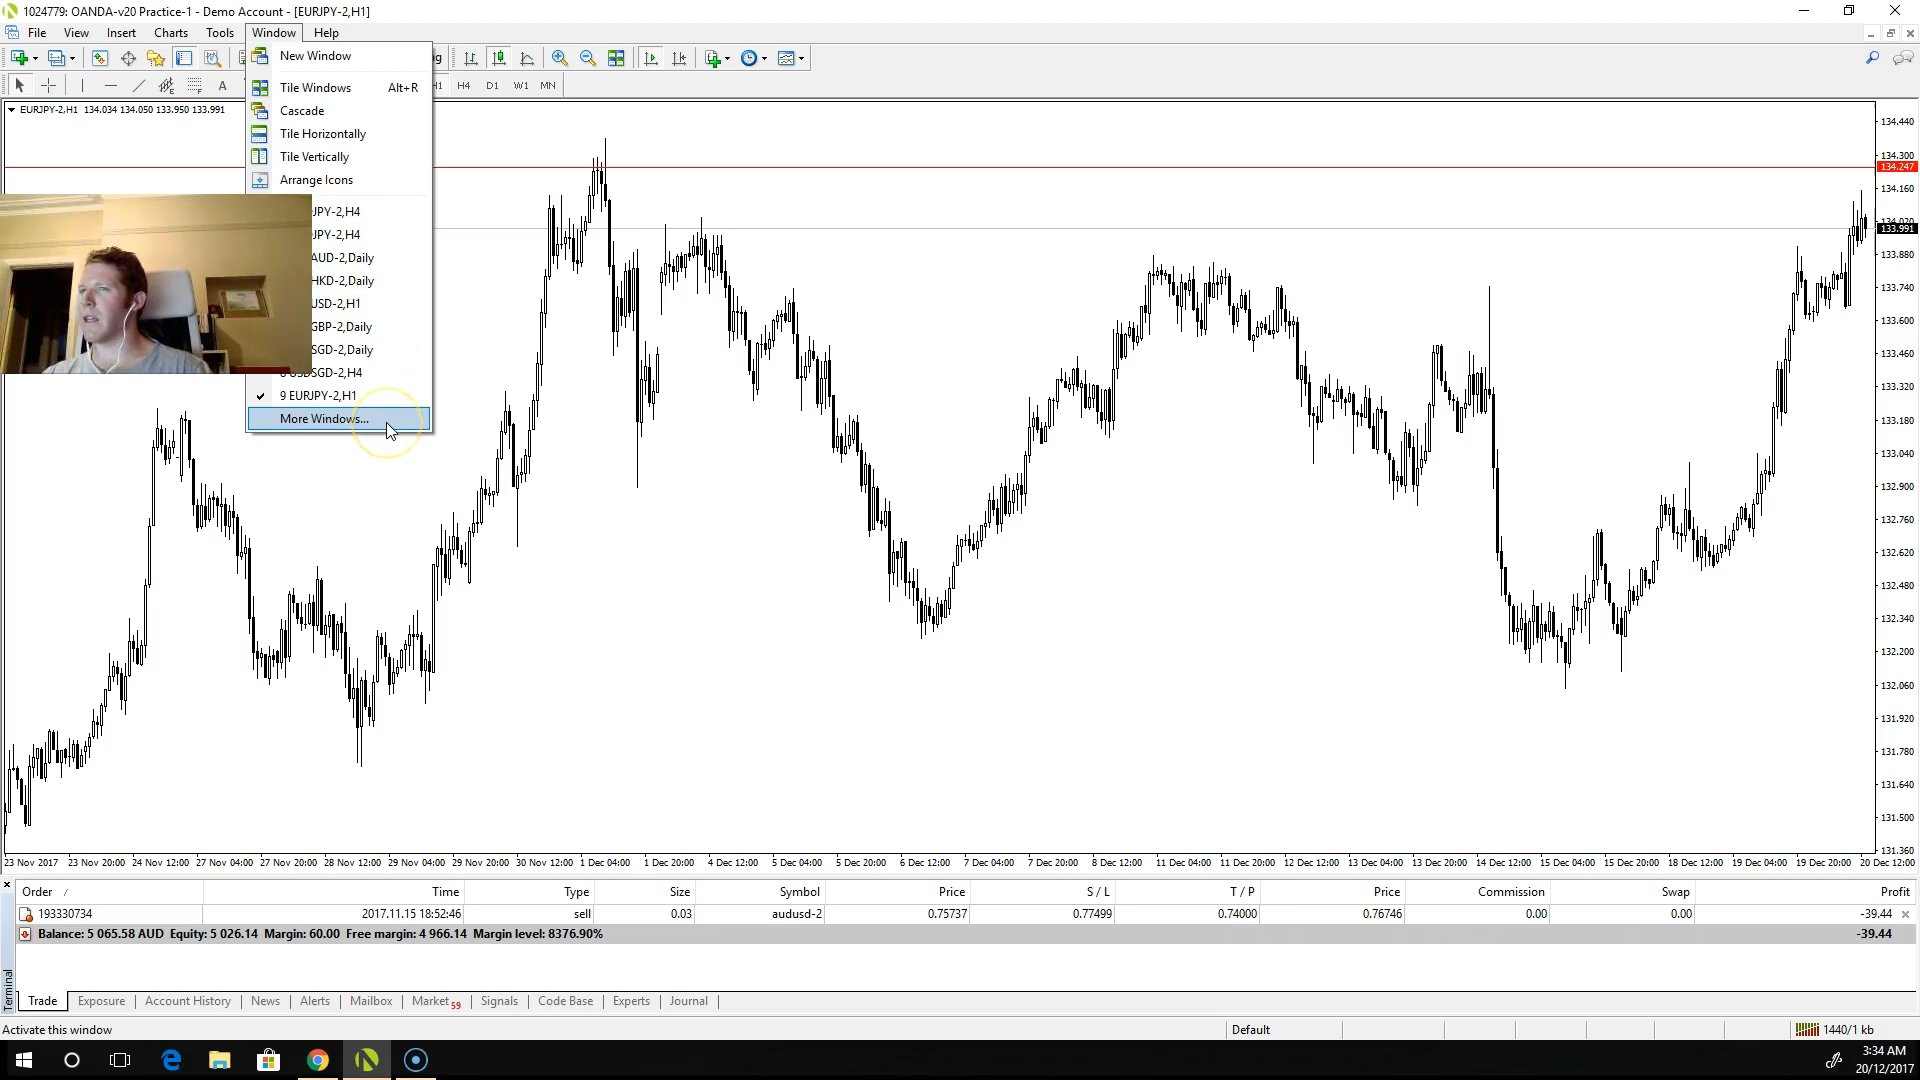 1024779: OANDA-v20 Practice-1 - Demo Account - [EURJPY-2,H1]
File View Insert Charts Tools Window Help
New Window
Tile Windows Alt+R
Cascade
Tile Horizontally
Tile Vertically
Arrange Icons
JPY-2,H4
JPY-2,H4
AUD-2,Daily
HKD-2,Daily
USD-2,H1
GBP-2,Daily
SGD-2,Daily
USDSGD-2,H4
9 EURJPY-2,H1
More Windows...
A H1 H4 D1 W1 MN
EURJPY-2,H1 134.034 134.050 133.950 133.991
134.440
134.300
134.247
134.160
134.020
133.991
133.880
133.740
133.600
133.460
133.320
133.180
133.040
132.900
132.760
132.620
132.480
132.340
132.200
132.060
131.920
131.780
131.640
131.500
131.360
23 Nov 2017 23 Nov 20:00 24 Nov 12:00 27 Nov 04:00 27 Nov 20:00 28 Nov 12:00 29 Nov 04:00 29 Nov 20:00 30 Nov 12:00 1 Dec 04:00 1 Dec 20:00 4 Dec 12:00 5 Dec 04:00 5 Dec 20:00 6 Dec 12:00 7 Dec 04:00 7 Dec 20:00 8 Dec 12:00 11 Dec 04:00 11 Dec 20:00 12 Dec 12:00 13 Dec 04:00 13 Dec 20:00 14 Dec 12:00 15 Dec 04:00 15 Dec 20:00 18 Dec 12:00 19 Dec 04:00 19 Dec 20:00 20 Dec 12:00
Order / Time Type Size Symbol Price S / L T / P Price Commission Swap Profit
193330734 2017.11.15 18:52:46 sell 0.03 audusd-2 0.75737 0.77499 0.74000 0.76746 0.00 0.00 -39.44
Balance: 5 065.58 AUD Equity: 5 026.14 Margin: 60.00 Free margin: 4 966.14 Margin level: 8376.90% -39.44
Terminal
Trade Exposure Account History News Alerts Mailbox Market 59 Signals Code Base Experts Journal
Activate this window Default 1440/1 kb
3:34 AM
20/12/2017